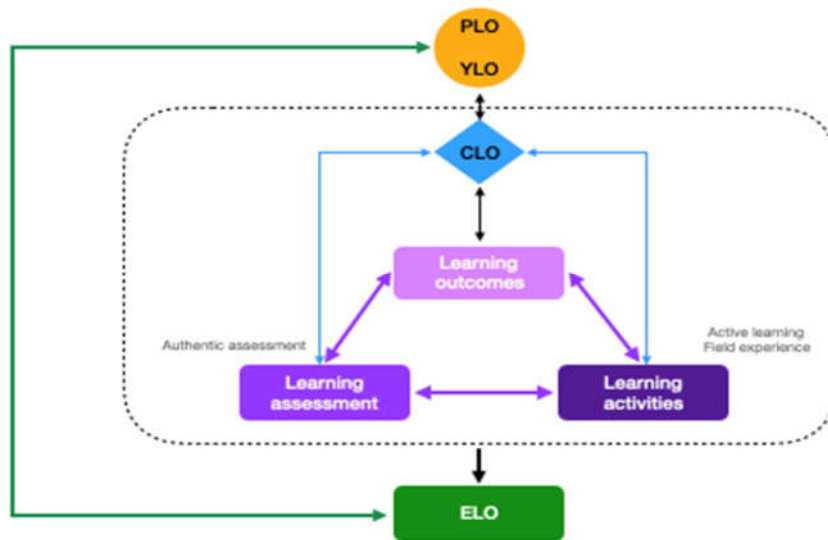 PLO
YLO
CLO
Learning
outcomes
Authentic assessment
Active learning
Field experience
Learning
assessment
Learning
activities
ELO